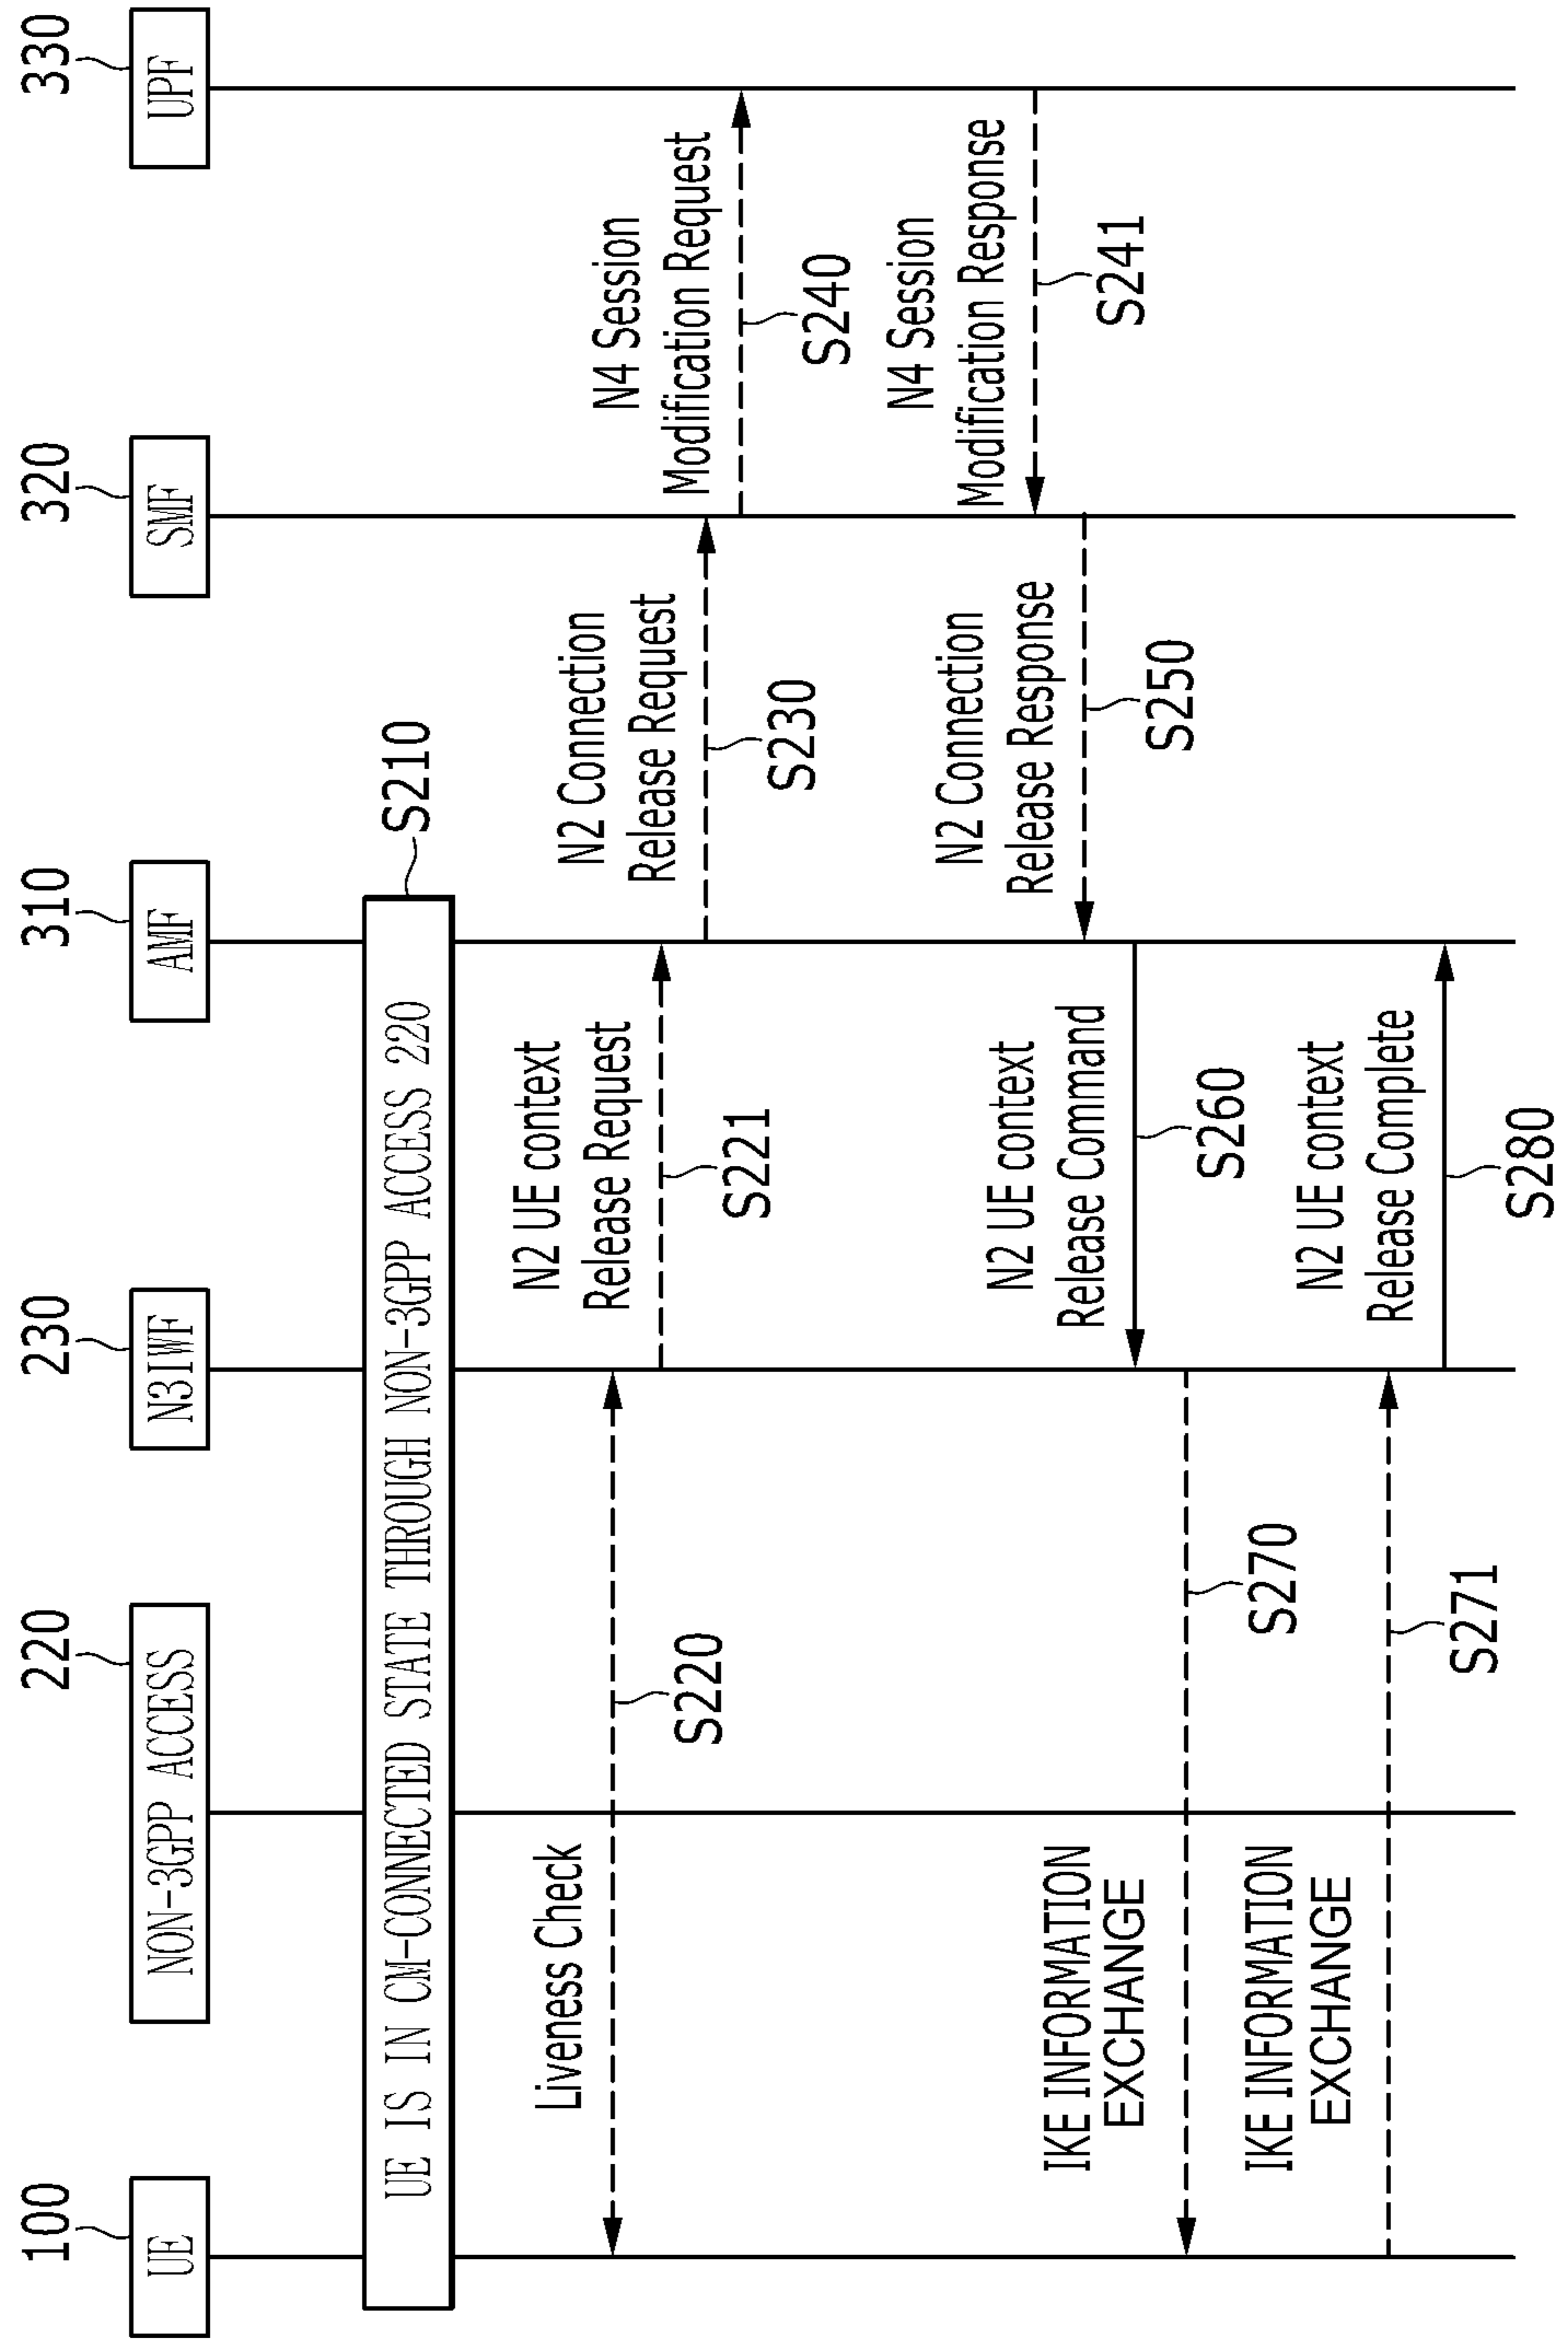 100
220
230
310
320
330
UE
NON-3GPP ACCESS
N3IWF
AMF
SMF
UPF
UE IS IN CM-CONNECTED STATE THROUGH NON-3GPP ACCESS 220
S210
Liveness Check
S220
N2 UE context
Release Request
S221
N2 Connection
Release Request
S230
N4 Session
Modification Request
S240
N4 Session
Modification Response
S241
N2 Connection
Release Response
S250
N2 UE context
Release Command
S260
IKE INFORMATION
EXCHANGE
S270
IKE INFORMATION
EXCHANGE
S271
N2 UE context
Release Complete
S280